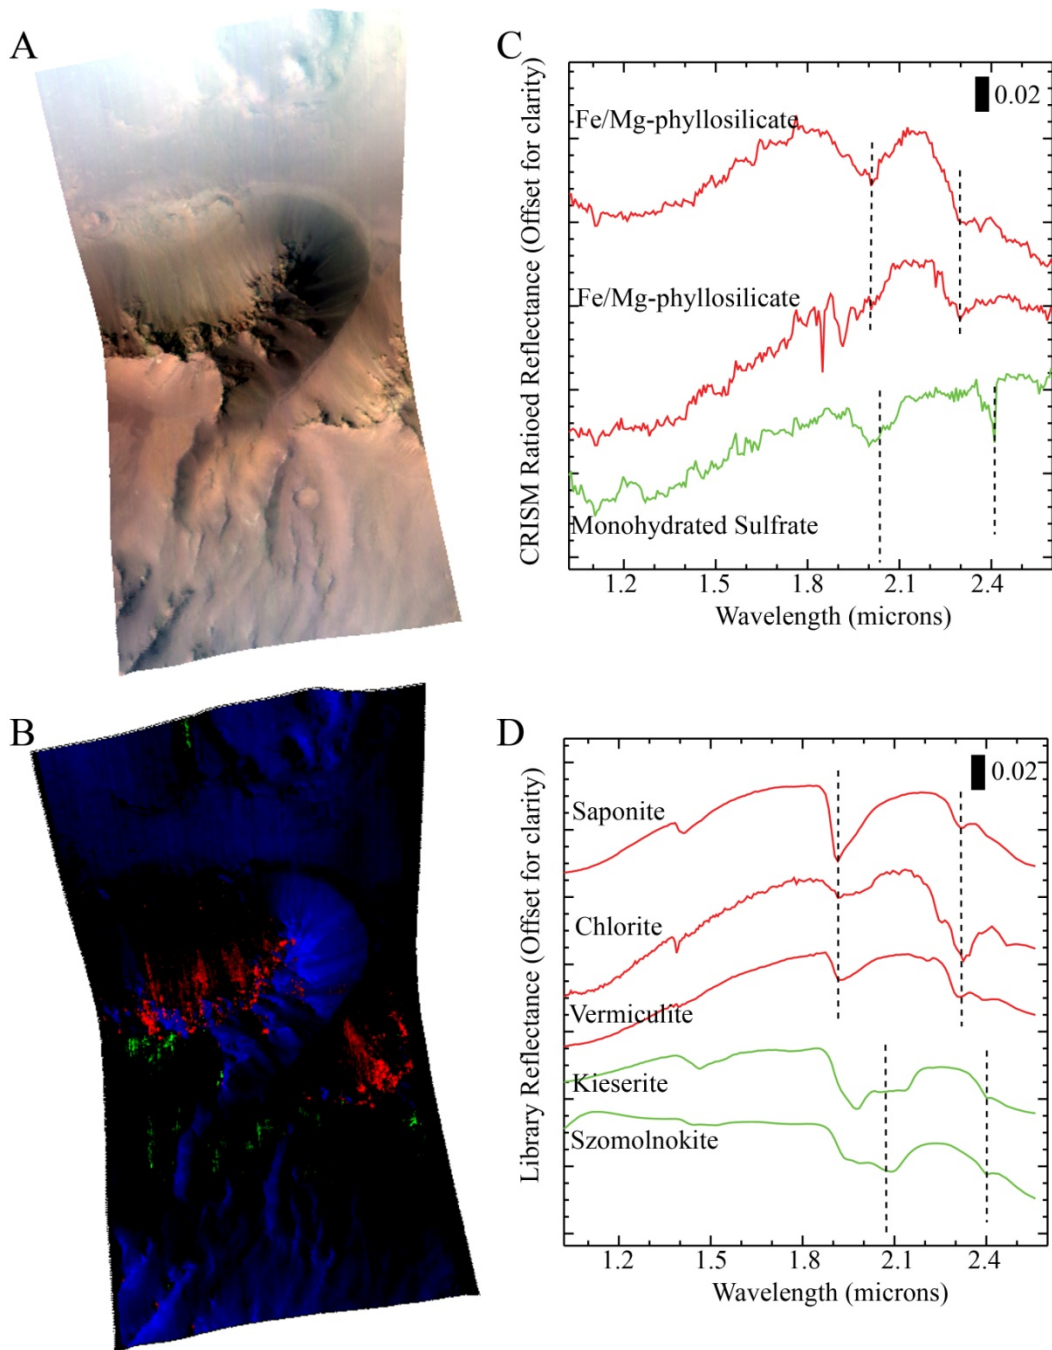 A
C
0.02
Fe/Mg-phyllosilicate
Fe/Mg-phyllosilicate
Monohydrated Sulfrate
CRISM Ratioed Reflectance (Offset for clarity)
1.2 1.5 1.8 2.1 2.4
Wavelength (microns)
B
D
0.02
Saponite
Chlorite
Vermiculite
Kieserite
Szomolnokite
Library Reflectance (Offset for clarity)
1.2 1.5 1.8 2.1 2.4
Wavelength (microns)